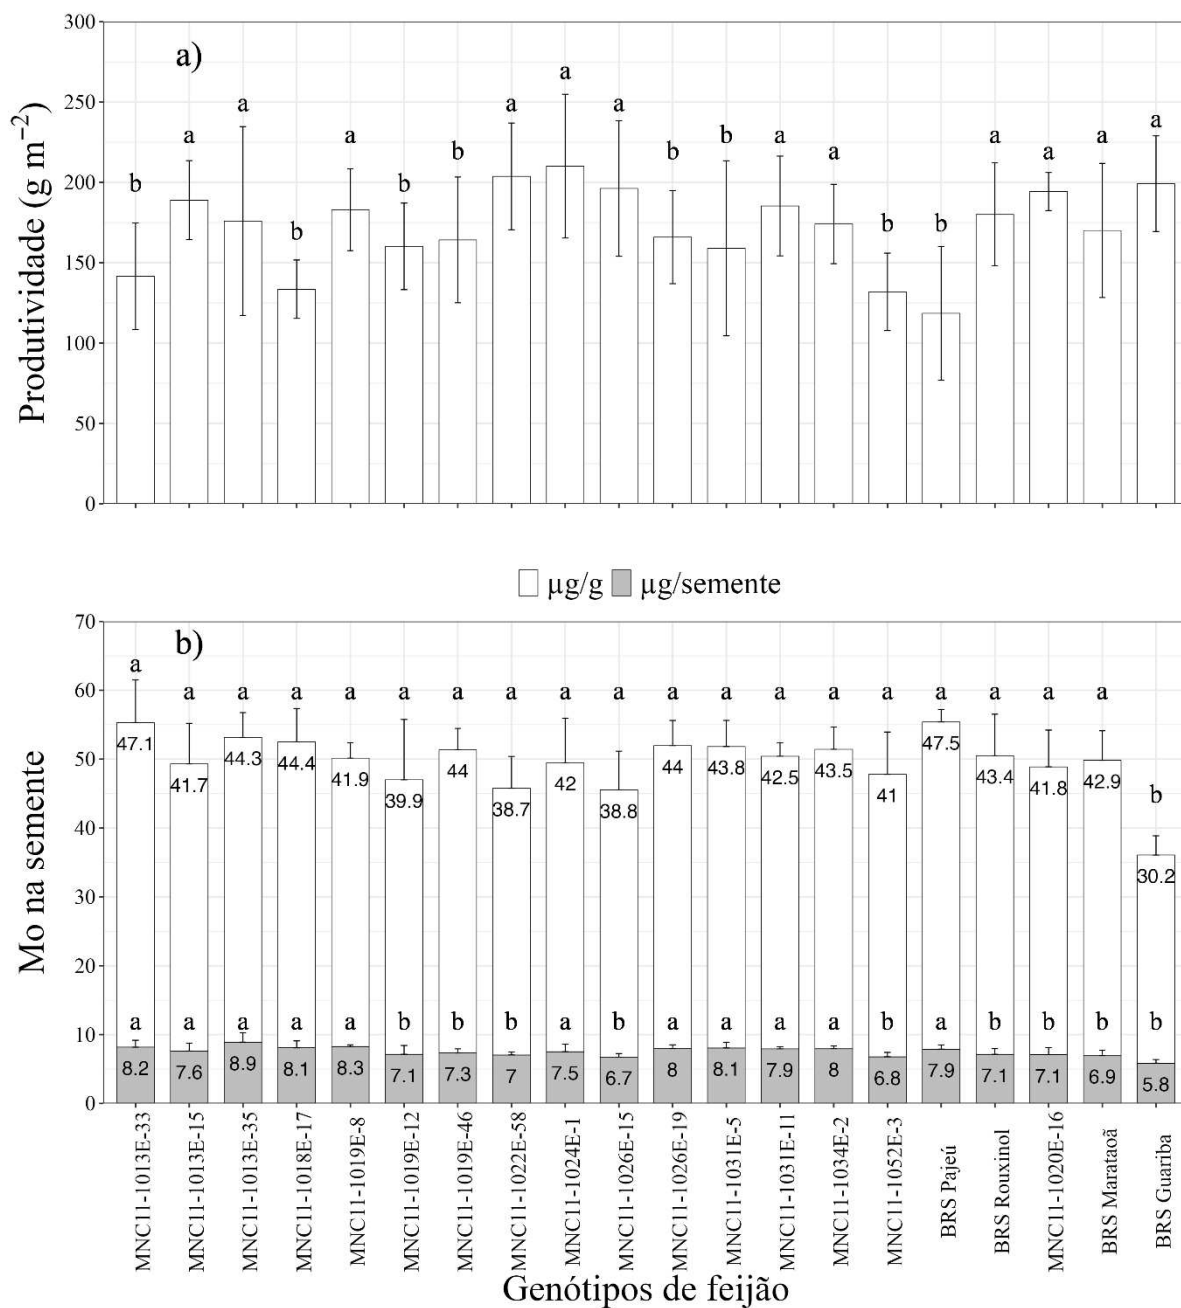 a)
Produtividade (g m⁻²)
300
250
200
150
100
50
0
b a a a b a b b a a a b b a a b b a a a a
µg/g µg/semente
b)
Mo na semente
70
60
50
40
30
20
10
0
a a a a a a a a a a a a a a a a a a a b
47.1 41.7 44.3 44.4 41.9 39.9 44 38.7 42 38.8 44 43.8 42.5 43.5 41 47.5 43.4 41.8 42.9 30.2
a a a a a b b b a b a a a a b a b b b b
8.2 7.6 8.9 8.1 8.3 7.1 7.3 7 7.5 6.7 8 8.1 7.9 8 6.8 7.9 7.1 7.1 6.9 5.8
MNC11-1013E-33
MNC11-1013E-15
MNC11-1013E-35
MNC11-1018E-17
MNC11-1019E-8
MNC11-1019E-12
MNC11-1019E-46
MNC11-1022E-58
MNC11-1024E-1
MNC11-1026E-15
MNC11-1026E-19
MNC11-1031E-5
MNC11-1031E-11
MNC11-1034E-2
MNC11-1052E-3
BRS Pajeú
BRS Rouxinol
MNC11-1020E-16
BRS Marataoã
BRS Guariba
Genótipos de feijão